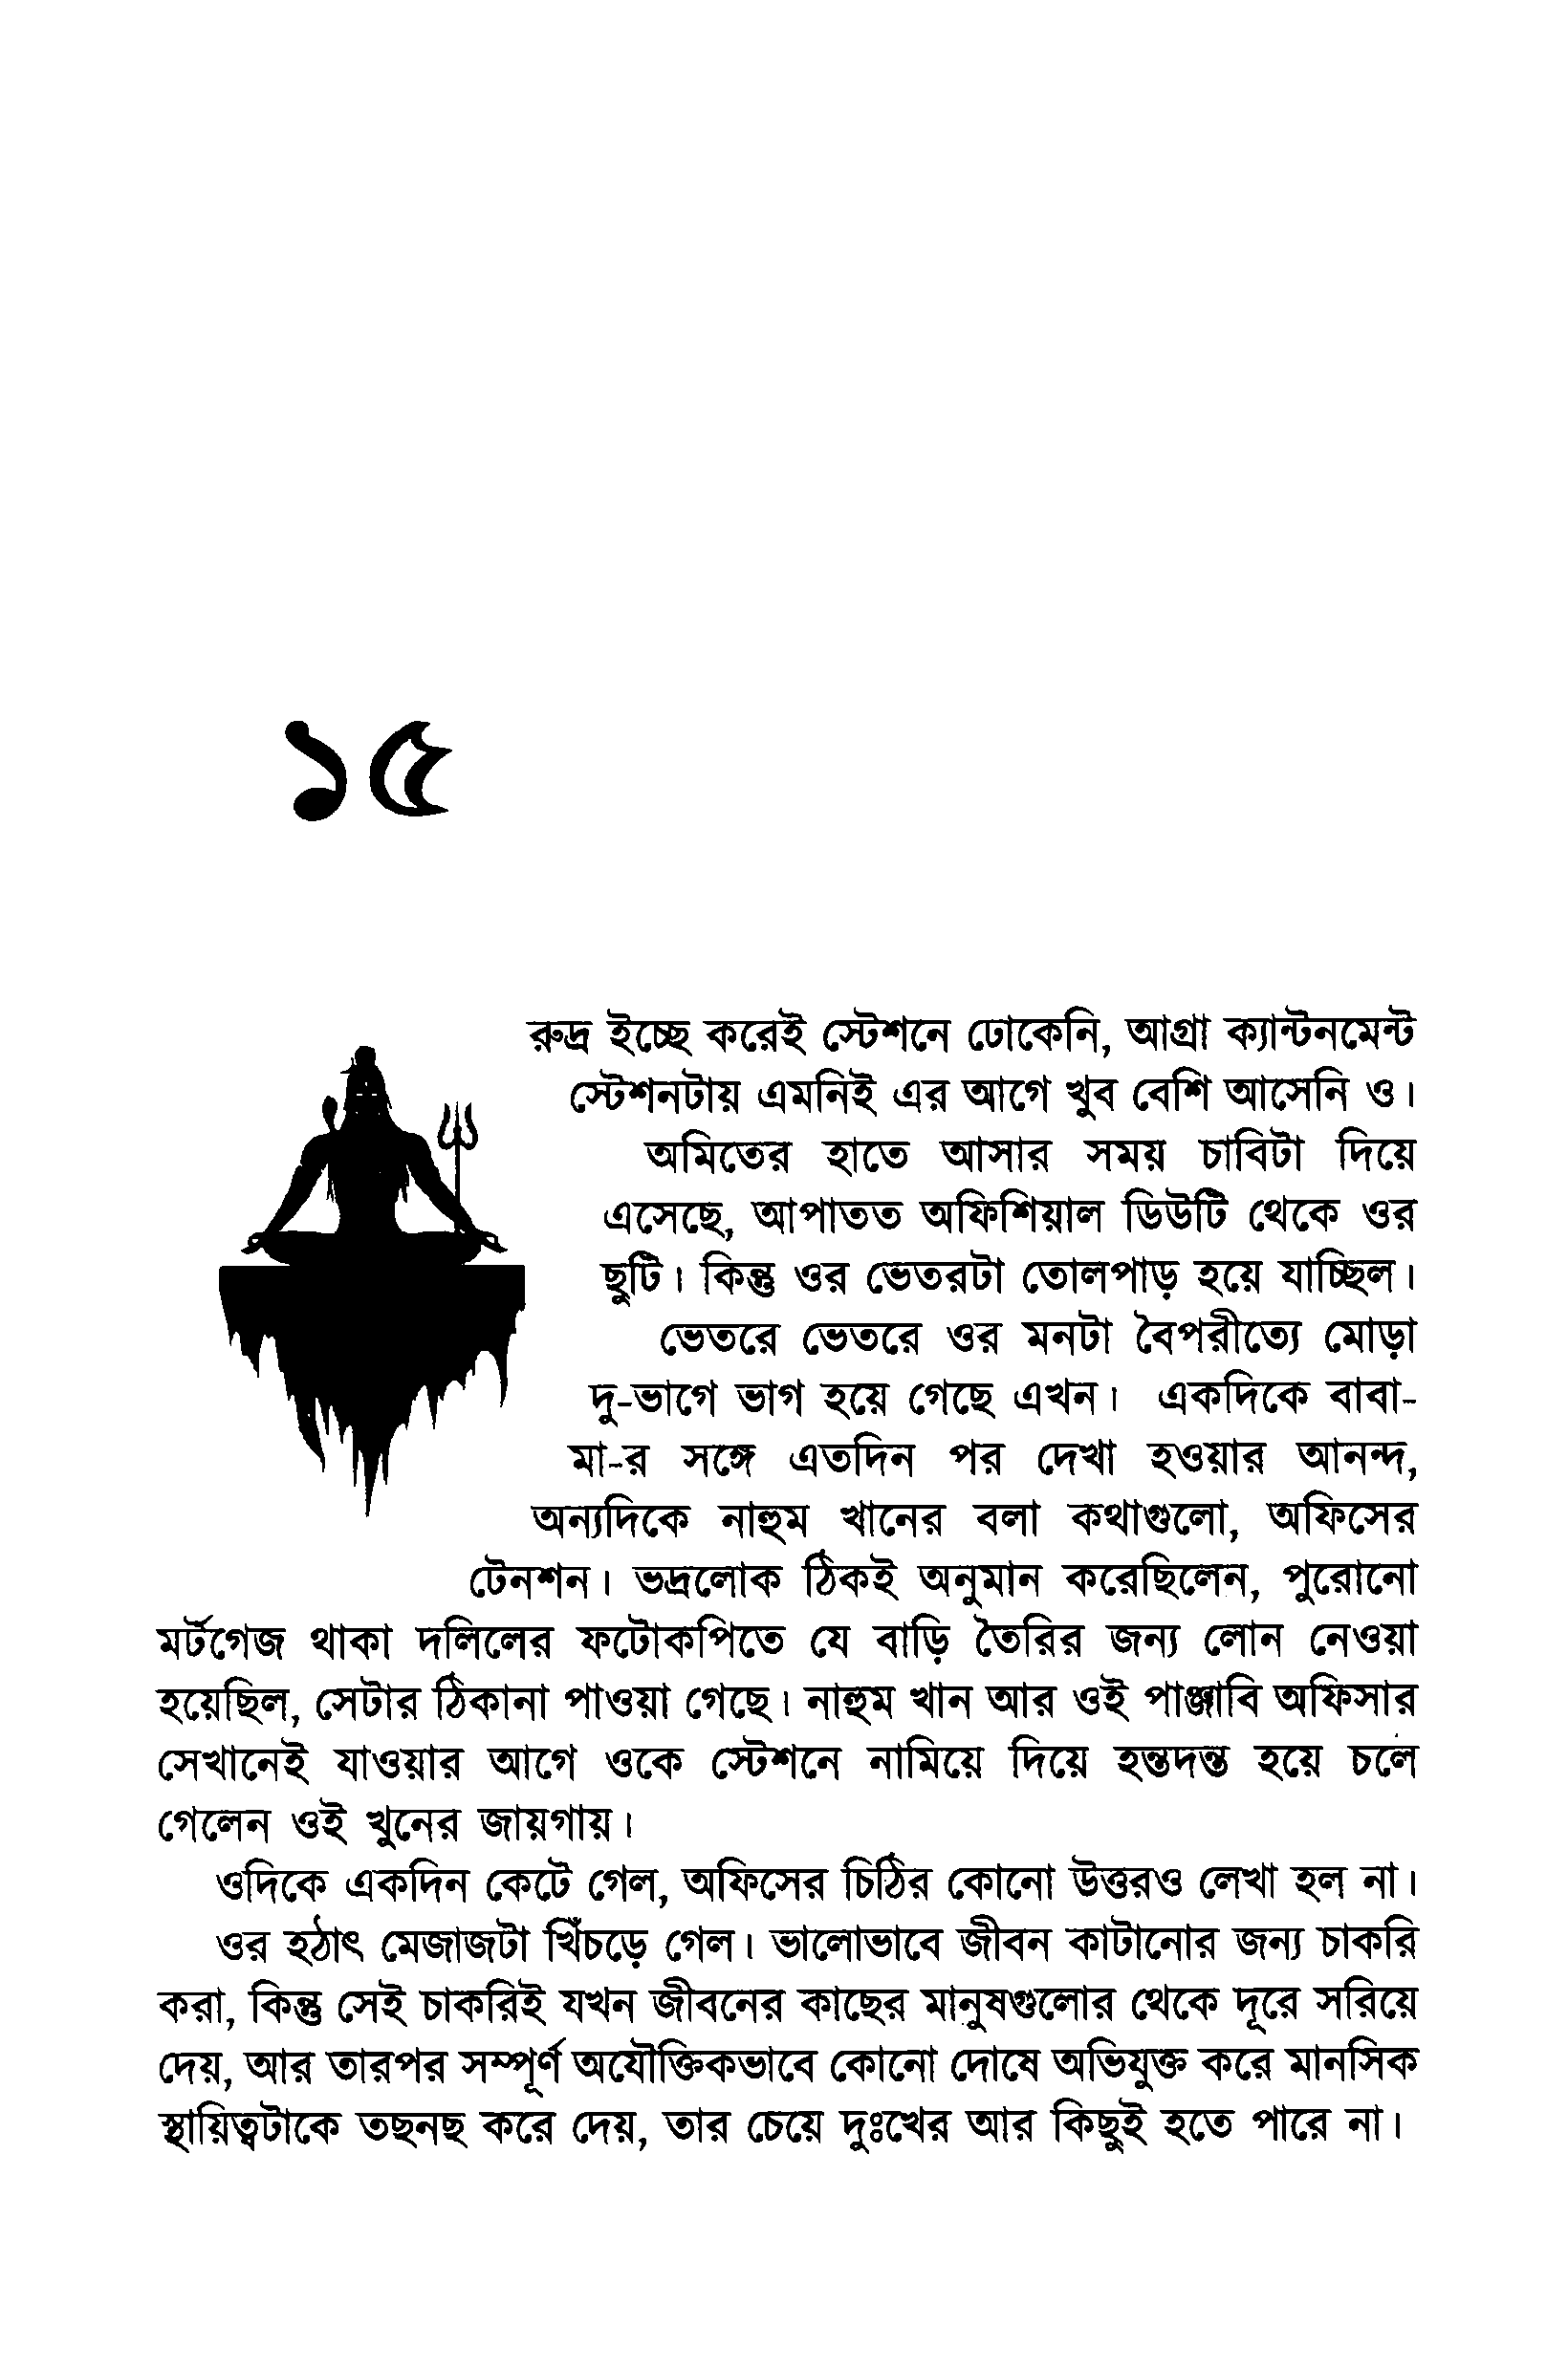 ১৫
রুদ্র ইচ্ছে করেই স্টেশনে ঢোকেনি, আগ্রা ক্যান্টনমেন্ট
স্টেশনটায় এমনিই এর আগে খুব বেশি আসেনি ও।
অমিতের হাতে আসার সময় চাবিটা দিয়ে
এসেছে, আপাতত অফিশিয়াল ডিউটি থেকে ওর
ছুটি। কিন্তু ওর ভেতরটা তোলপাড় হয়ে যাচ্ছিল।
ভেতরে ভেতরে ওর মনটা বৈপরীত্যে মোড়া
দু-ভাগে ভাগ হয়ে গেছে এখন। একদিকে বাবা-
মা-র সঙ্গে এতদিন পর দেখা হওয়ার আনন্দ,
অন্যদিকে নাহুম খানের বলা কথাগুলো, অফিসের
টেনশন। ভদ্রলোক ঠিকই অনুমান করেছিলেন, পুরোনো
মর্টগেজ থাকা দলিলের ফটোকপিতে যে বাড়ি তৈরির জন্য লোন নেওয়া
হয়েছিল, সেটার ঠিকানা পাওয়া গেছে। নাহুম খান আর ওই পাঞ্জাবি অফিসার
সেখানেই যাওয়ার আগে ওকে স্টেশনে নামিয়ে দিয়ে হন্তদন্ত হয়ে চলে
গেলেন ওই খুনের জায়গায়।
ওদিকে একদিন কেটে গেল, অফিসের চিঠির কোনো উত্তরও লেখা হল না।
ওর হঠাৎ মেজাজটা খিঁচড়ে গেল। ভালোভাবে জীবন কাটানোর জন্য চাকরি
করা, কিন্তু সেই চাকরিই যখন জীবনের কাছের মানুষগুলোর থেকে দূরে সরিয়ে
দেয়, আর তারপর সম্পূর্ণ অযৌক্তিকভাবে কোনো দোষে অভিযুক্ত করে মানসিক
স্থায়িত্বটাকে তছনছ করে দেয়, তার চেয়ে দুঃখের আর কিছুই হতে পারে না।